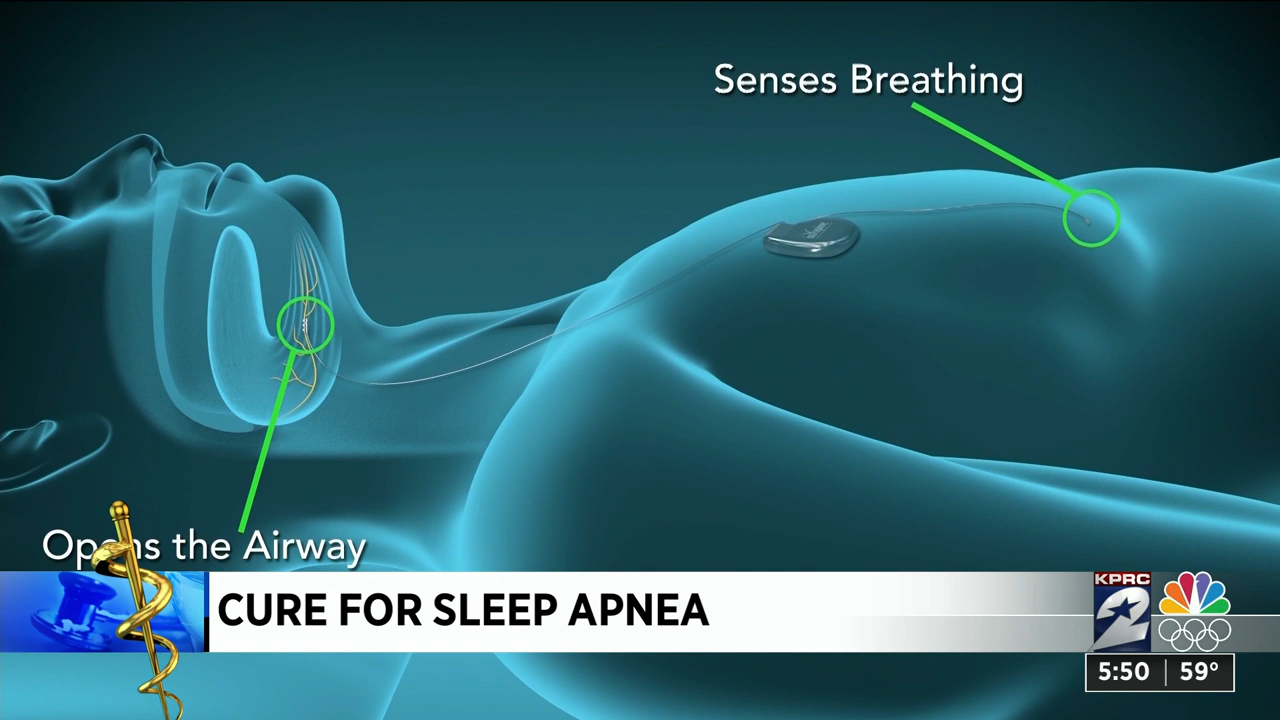 Senses Breathing
Opens the Airway
CURE FOR SLEEP APNEA
KPRC
2
5:50 59°